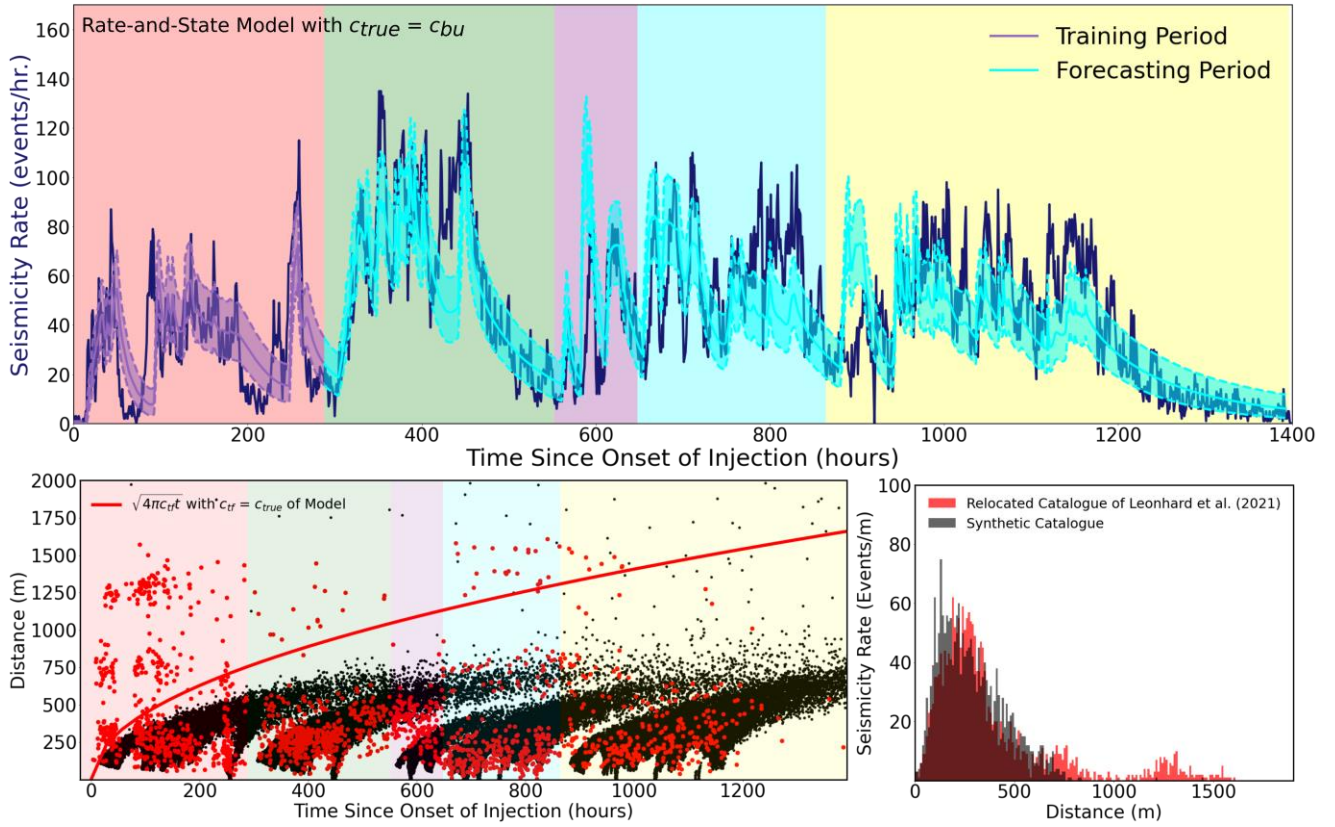 Rate-and-State Model with c_true = c_bu
Training Period
Forecasting Period
Seismicity Rate (events/hr.)
160
140
120
100
80
60
40
20
0
0 200 400 600 800 1000 1200 1400
Time Since Onset of Injection (hours)
√4πc_tf t with c_tf = c_true of Model
Distance (m)
2000
1750
1500
1250
1000
750
500
250
0 200 400 600 800 1000 1200
Time Since Onset of Injection (hours)
Relocated Catalogue of Leonhard et al. (2021)
Synthetic Catalogue
Seismicity Rate (Events/m)
100
80
60
40
20
0 500 1000 1500
Distance (m)